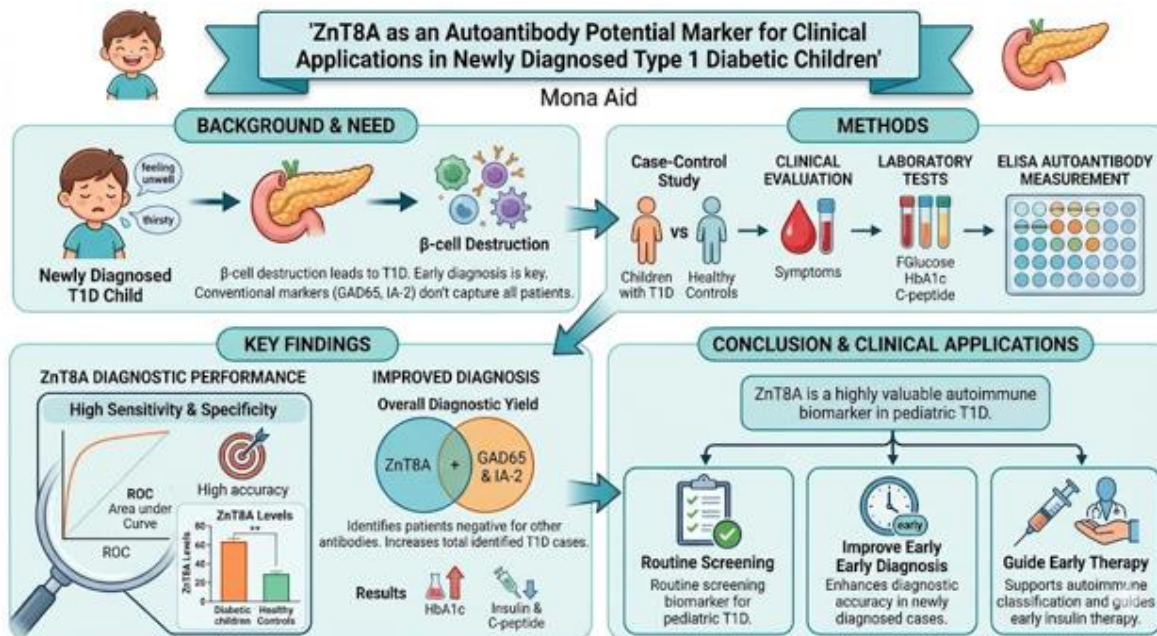 'ZnT8A as an Autoantibody Potential Marker for Clinical
Applications in Newly Diagnosed Type 1 Diabetic Children'
Mona Aid
BACKGROUND & NEED
feeling
unwell
thirsty
Newly Diagnosed
T1D Child
β-cell Destruction
β-cell destruction leads to T1D. Early diagnosis is key.
Conventional markers (GAD65, IA-2) don't capture all patients.
METHODS
Case-Control
Study
VS
Children
with T1D
Healthy
Controls
CLINICAL
EVALUATION
Symptoms
LABORATORY
TESTS
FGlucose
HbA1c
C-peptide
ELISA AUTOANTIBODY
MEASUREMENT
KEY FINDINGS
ZnT8A DIAGNOSTIC PERFORMANCE
High Sensitivity & Specificity
ROC
Area under
Curve
ROC
High accuracy
ZnT8A Levels
**
ZnT8A Levels
80
60
40
20
0
Diabetic
children
Healthy
Controls
IMPROVED DIAGNOSIS
Overall Diagnostic Yield
ZnT8A
+
GAD65
& IA-2
Identifies patients negative for other
antibodies. Increases total identified T1D cases.
Results
HbA1c
Insulin &
C-peptide
CONCLUSION & CLINICAL APPLICATIONS
ZnT8A is a highly valuable autoimmune
biomarker in pediatric T1D.
Routine Screening
Routine screening
biomarker for
pediatric T1D.
early
Improve Early
Early Diagnosis
Enhances diagnostic
accuracy in newly
diagnosed cases.
Guide Early Therapy
Supports autoimmune
classification and guides
early insulin therapy.